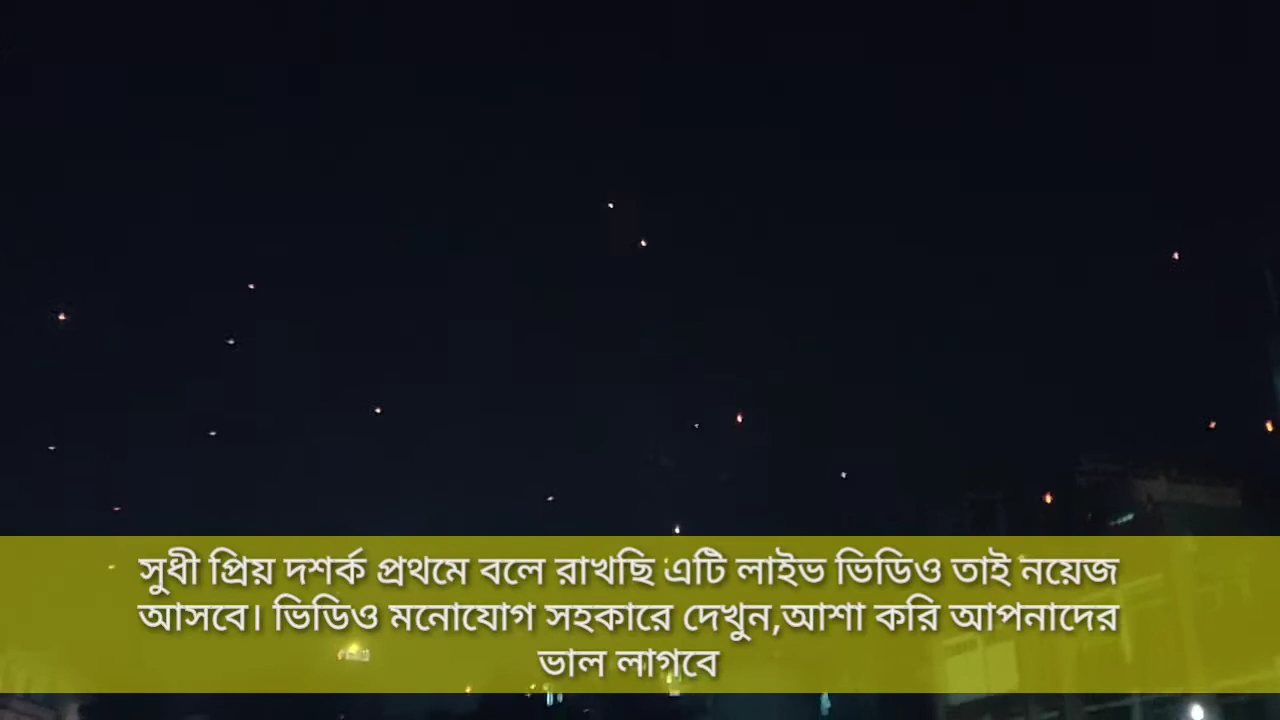 সুধী প্রিয় দশর্ক প্রথমে বলে রাখছি এটি লাইভ ভিডিও তাই নয়েজ
আসবে। ভিডিও মনোযোগ সহকারে দেখুন,আশা করি আপনাদের
ভাল লাগবে